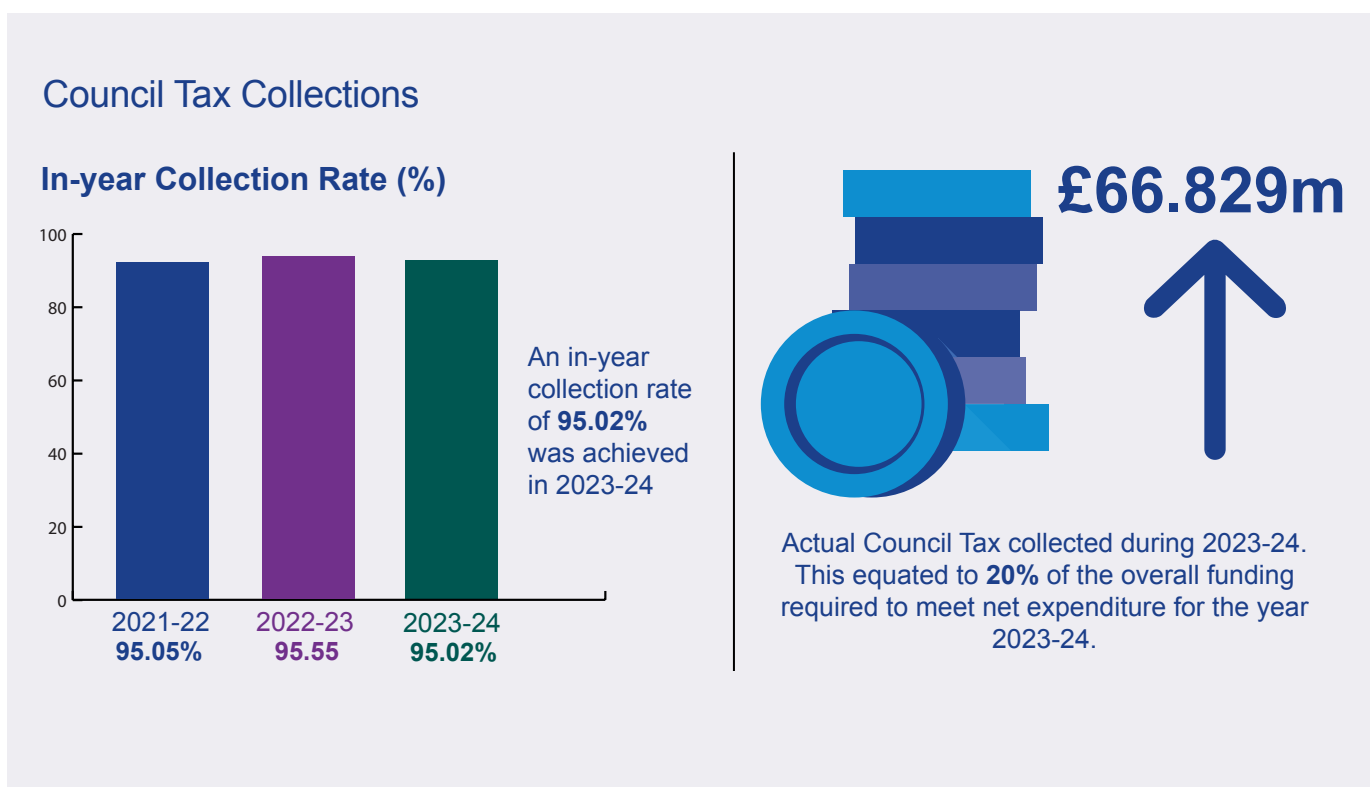 Council Tax Collections
In-year Collection Rate (%)
100
80
60
40
20
0
2021-22
95.05%
2022-23
95.55
2023-24
95.02%
An in-year
collection rate
of 95.02%
was achieved
in 2023-24
£66.829m
Actual Council Tax collected during 2023-24.
This equated to 20% of the overall funding
required to meet net expenditure for the year
2023-24.